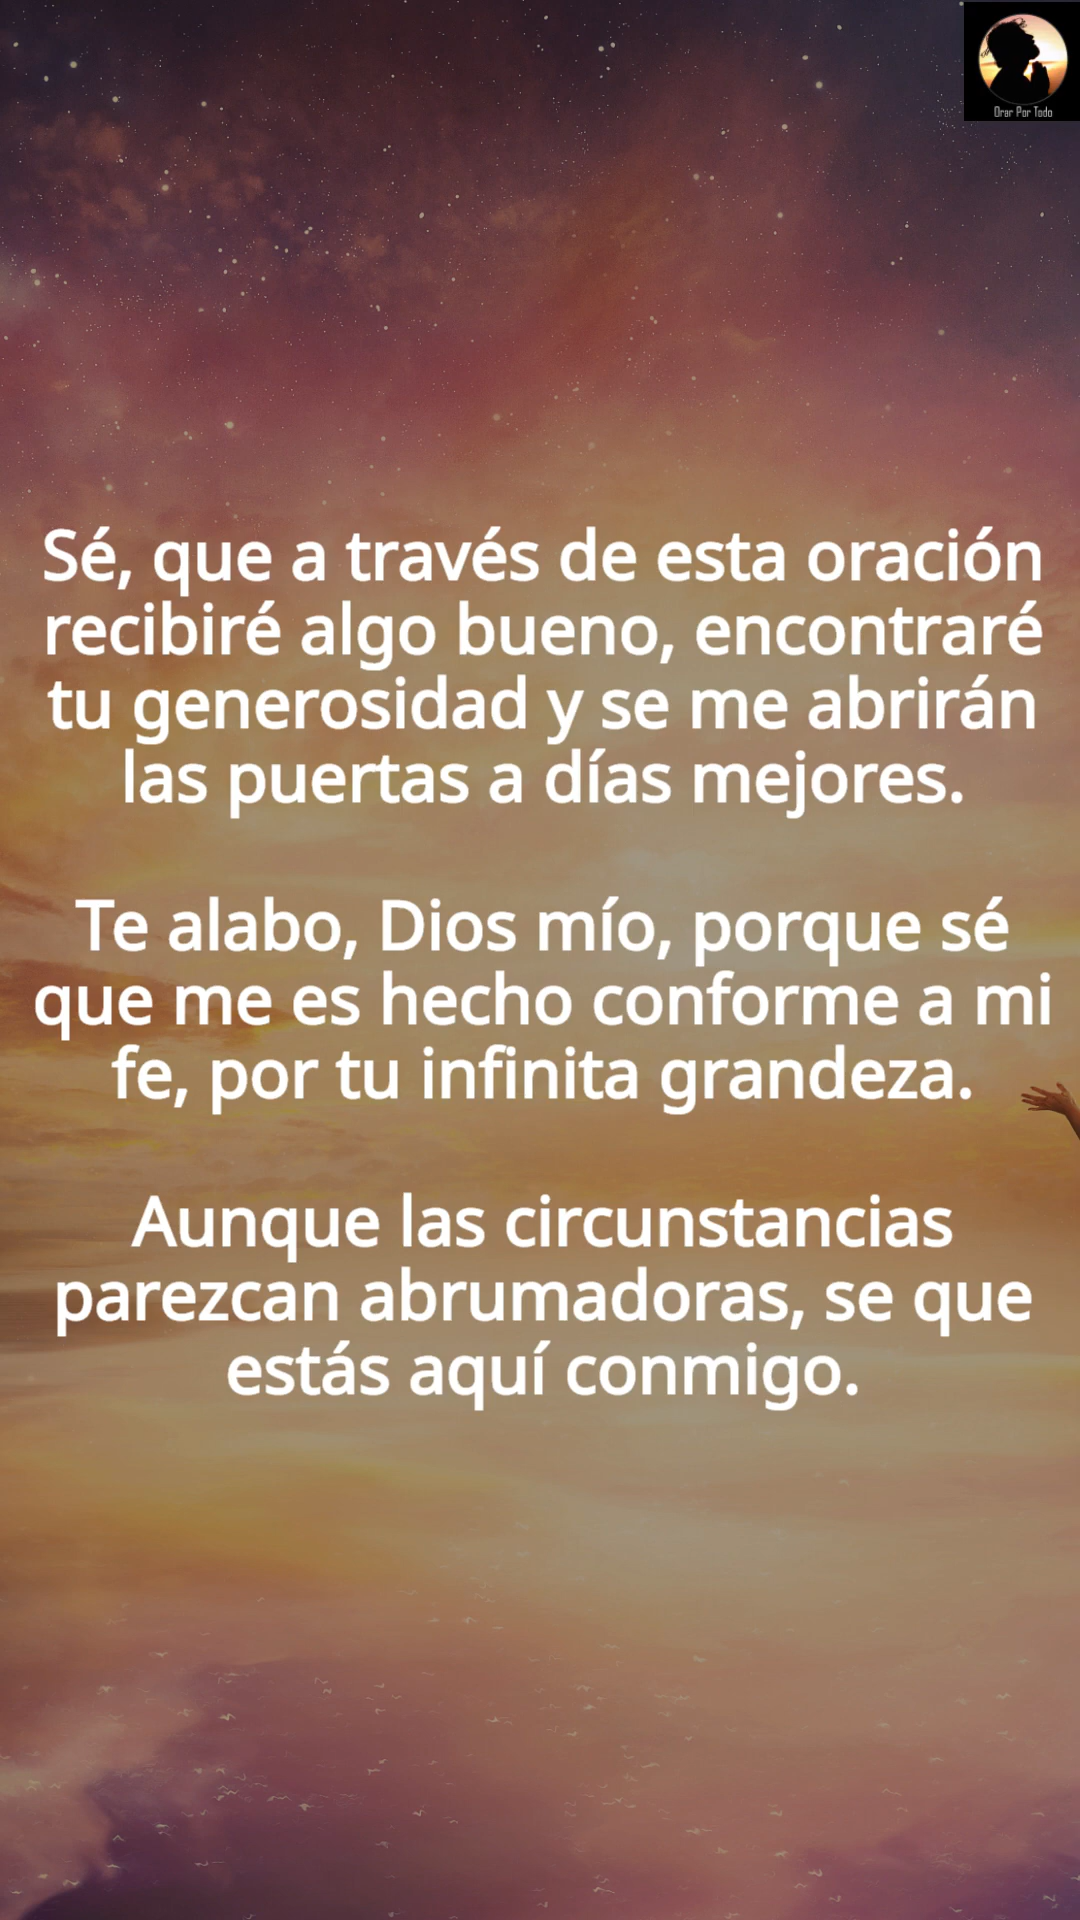 Orar Por Todo
Sé, que a través de esta oración
recibiré algo bueno, encontraré
tu generosidad y se me abrirán
las puertas a días mejores.
Te alabo, Dios mío, porque sé
que me es hecho conforme a mi
fe, por tu infinita grandeza.
Aunque las circunstancias
parezcan abrumadoras, se que
estás aquí conmigo.